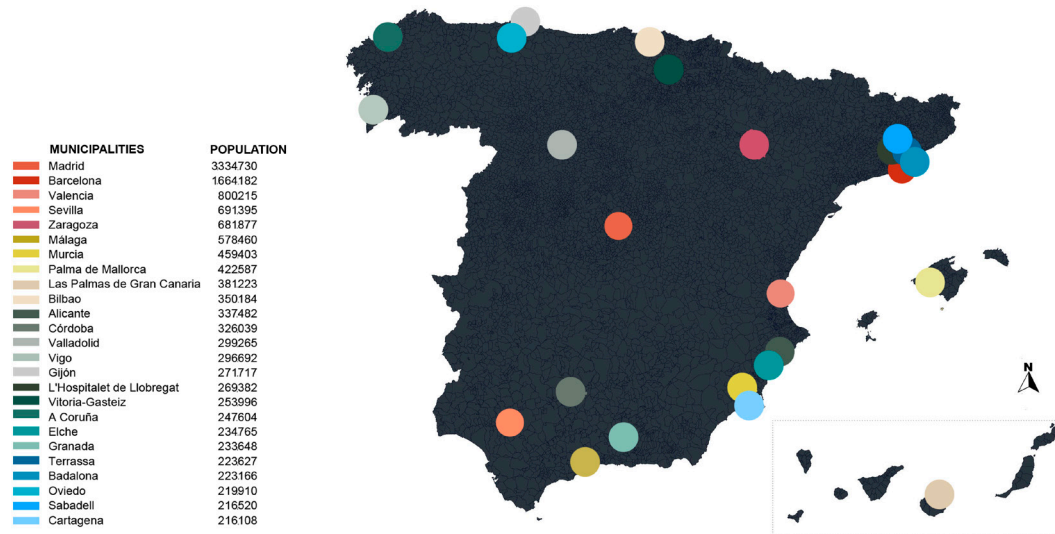 MUNICIPALITIES POPULATION
Madrid 3334730
Barcelona 1664182
Valencia 800215
Sevilla 691395
Zaragoza 681877
Málaga 578460
Murcia 459403
Palma de Mallorca 422587
Las Palmas de Gran Canaria 381223
Bilbao 350184
Alicante 337482
Córdoba 326039
Valladolid 299265
Vigo 296692
Gijón 271717
L'Hospitalet de Llobregat 269382
Vitoria-Gasteiz 253996
A Coruña 247604
Elche 234765
Granada 233648
Terrassa 223627
Badalona 223166
Oviedo 219910
Sabadell 216520
Cartagena 216108
N